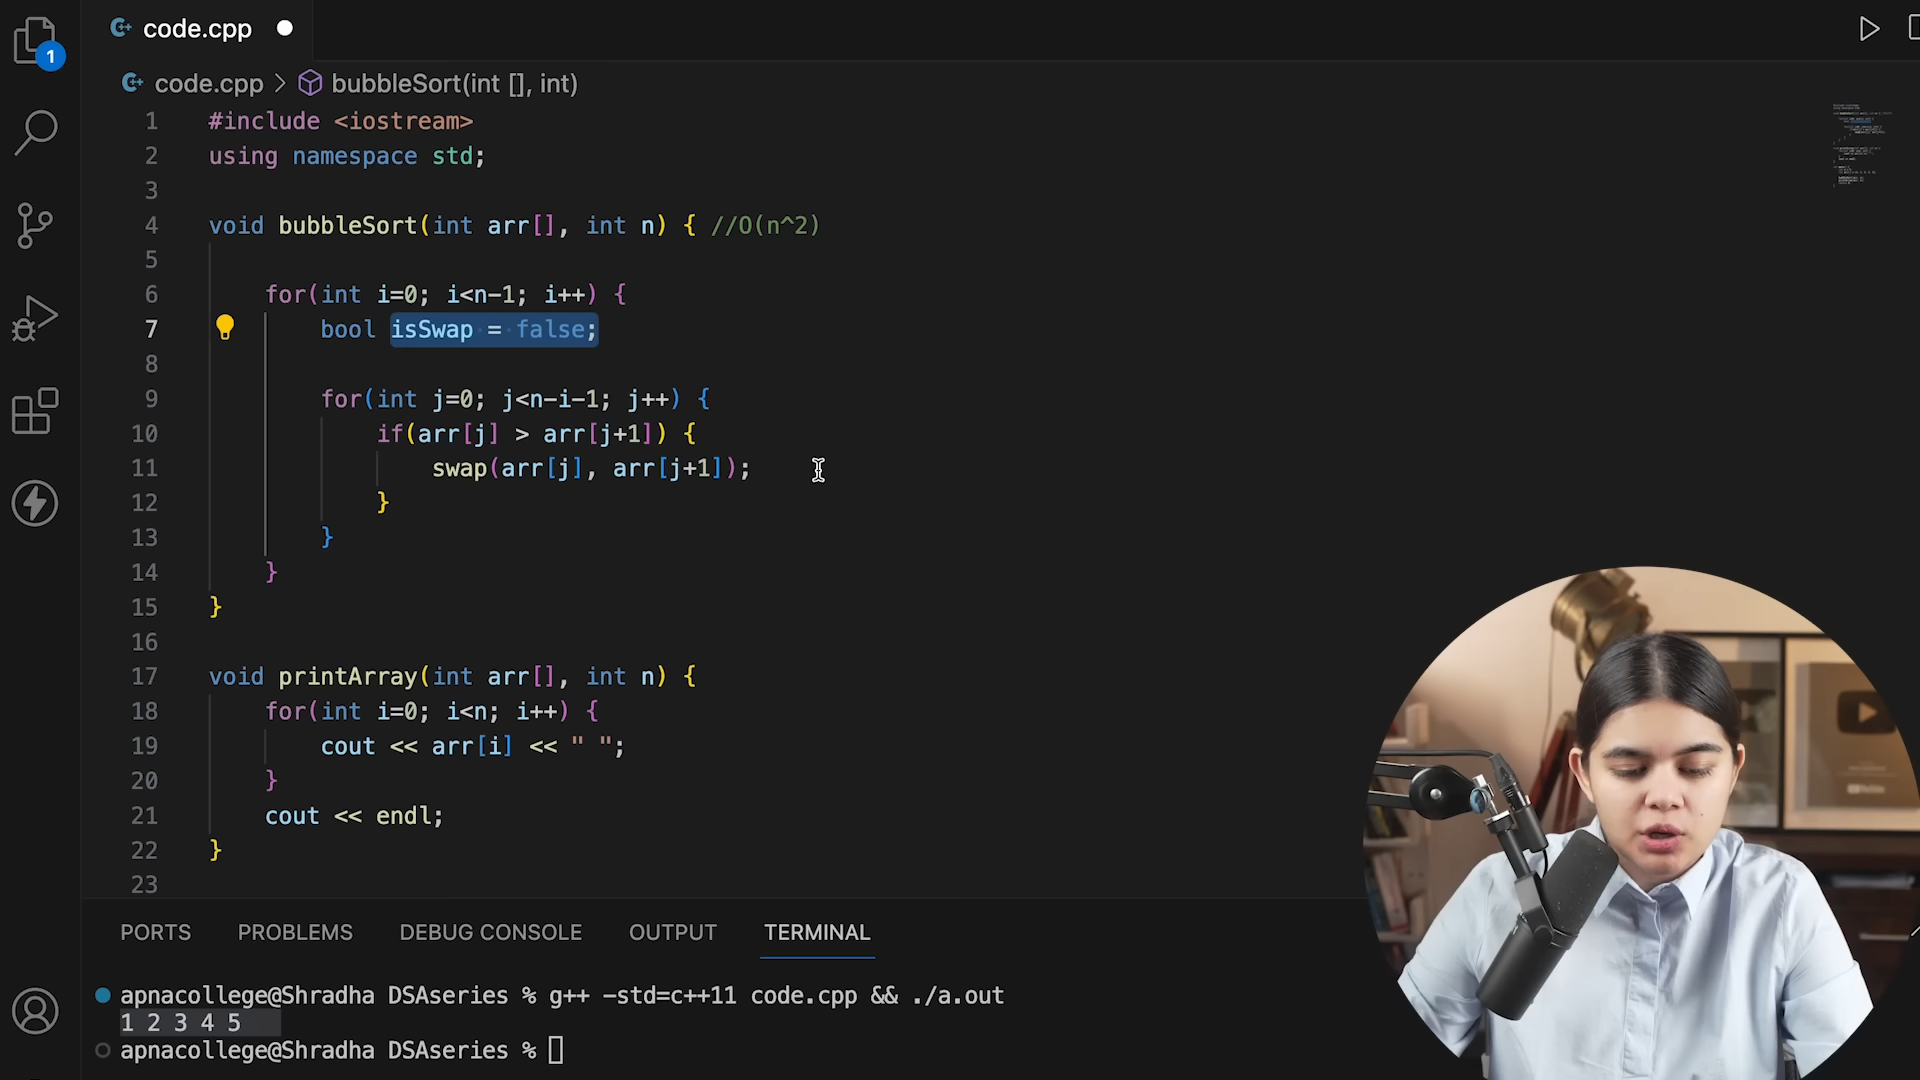 code.cpp
1
code.cpp > bubbleSort(int [], int)
1 #include <iostream>
2 using namespace std;
3
4 void bubbleSort(int arr[], int n) { //O(n^2)
5
6 for(int i=0; i<n-1; i++) {
7 bool isSwap = false;
8
9 for(int j=0; j<n-i-1; j++) {
10 if(arr[j] > arr[j+1]) {
11 swap(arr[j], arr[j+1]);
12 }
13 }
14 }
15 }
16
17 void printArray(int arr[], int n) {
18 for(int i=0; i<n; i++) {
19 cout << arr[i] << " ";
20 }
21 cout << endl;
22 }
23
PORTS PROBLEMS DEBUG CONSOLE OUTPUT TERMINAL
apnacollege@Shradha DSAseries % g++ -std=c++11 code.cpp && ./a.out
1 2 3 4 5
apnacollege@Shradha DSAseries %